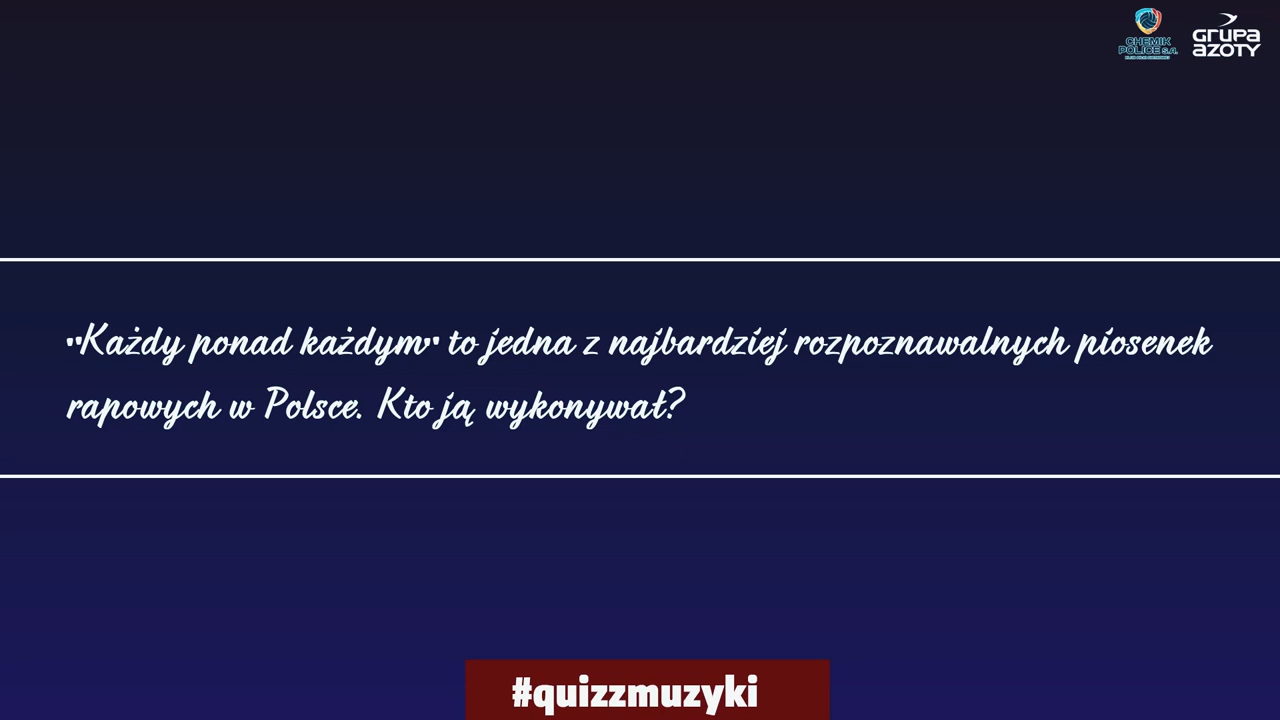 CHEMIK
POLICE S.A.
GRUPA
AZOTY
"Każdy ponad każdym" to jedna z najbardziej rozpoznawalnych piosenek
rapowych w Polsce. Kto ją wykonywał?
#quizzmuzyki